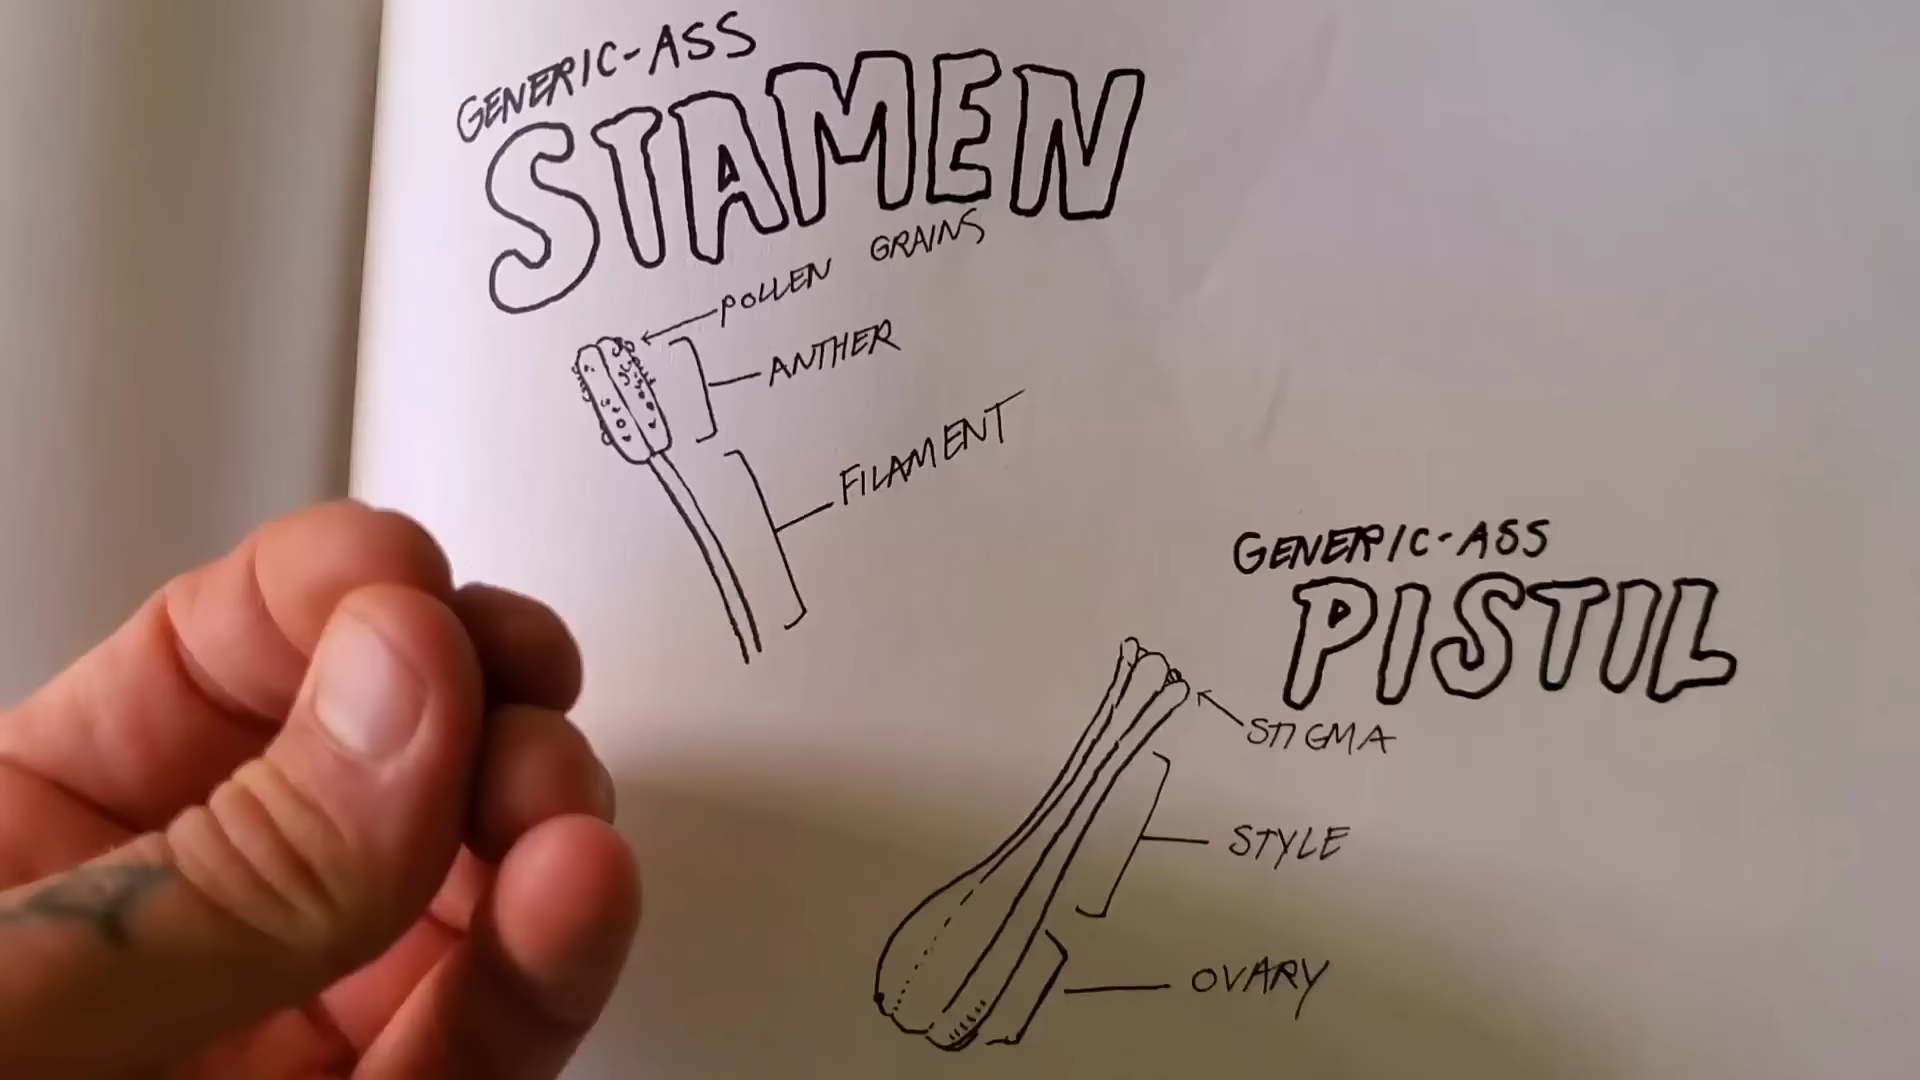 GENERIC-ASS
STAMEN
POLLEN GRAINS
ANTHER
FILAMENT
GENERIC-ASS
PISTIL
STIGMA
STYLE
OVARY